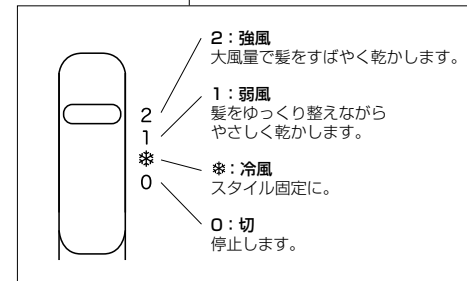 2：強風
大風量で髪をすばやく乾かします。
1：弱風
髪をゆっくり整えながら
やさしく乾かします。
❄：冷風
スタイル固定に。
0：切
停止します。
2
1
❄
0